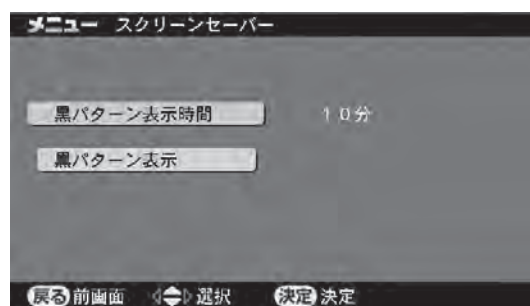 メニュー スクリーンセーバー
黒パターン表示時間 １０分
黒パターン表示
戻る 前画面 選択 決定 決定